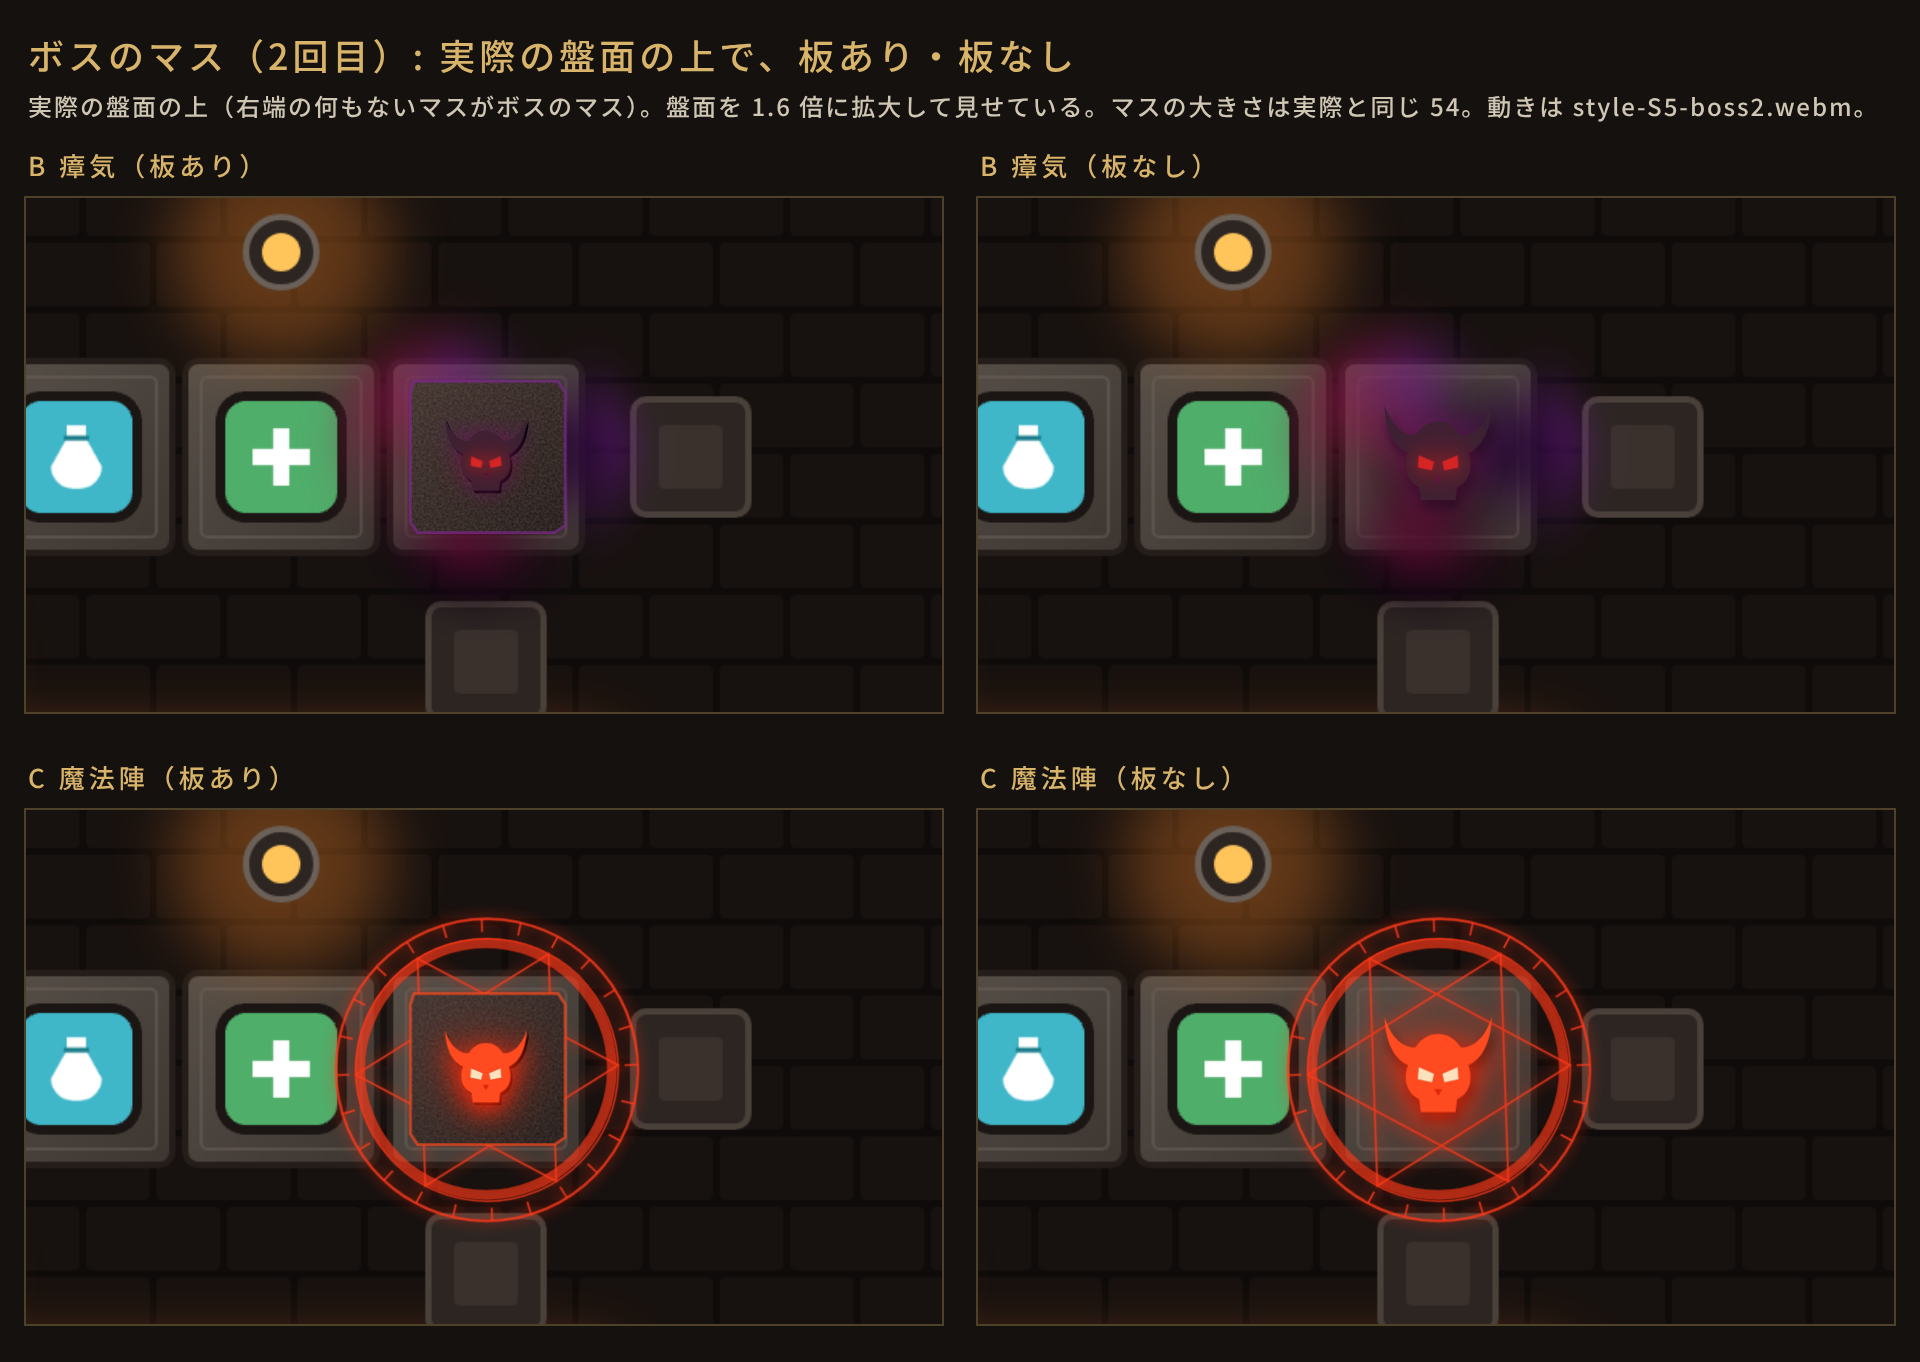 ボスのマス（2回目）: 実際の盤面の上で、板あり・板なし
実際の盤面の上（右端の何もないマスがボスのマス）。盤面を 1.6 倍に拡大して見せている。マスの大きさは実際と同じ 54。動きは style-S5-boss2.webm。
B 瘴気（板あり）
B 瘴気（板なし）
C 魔法陣（板あり）
C 魔法陣（板なし）